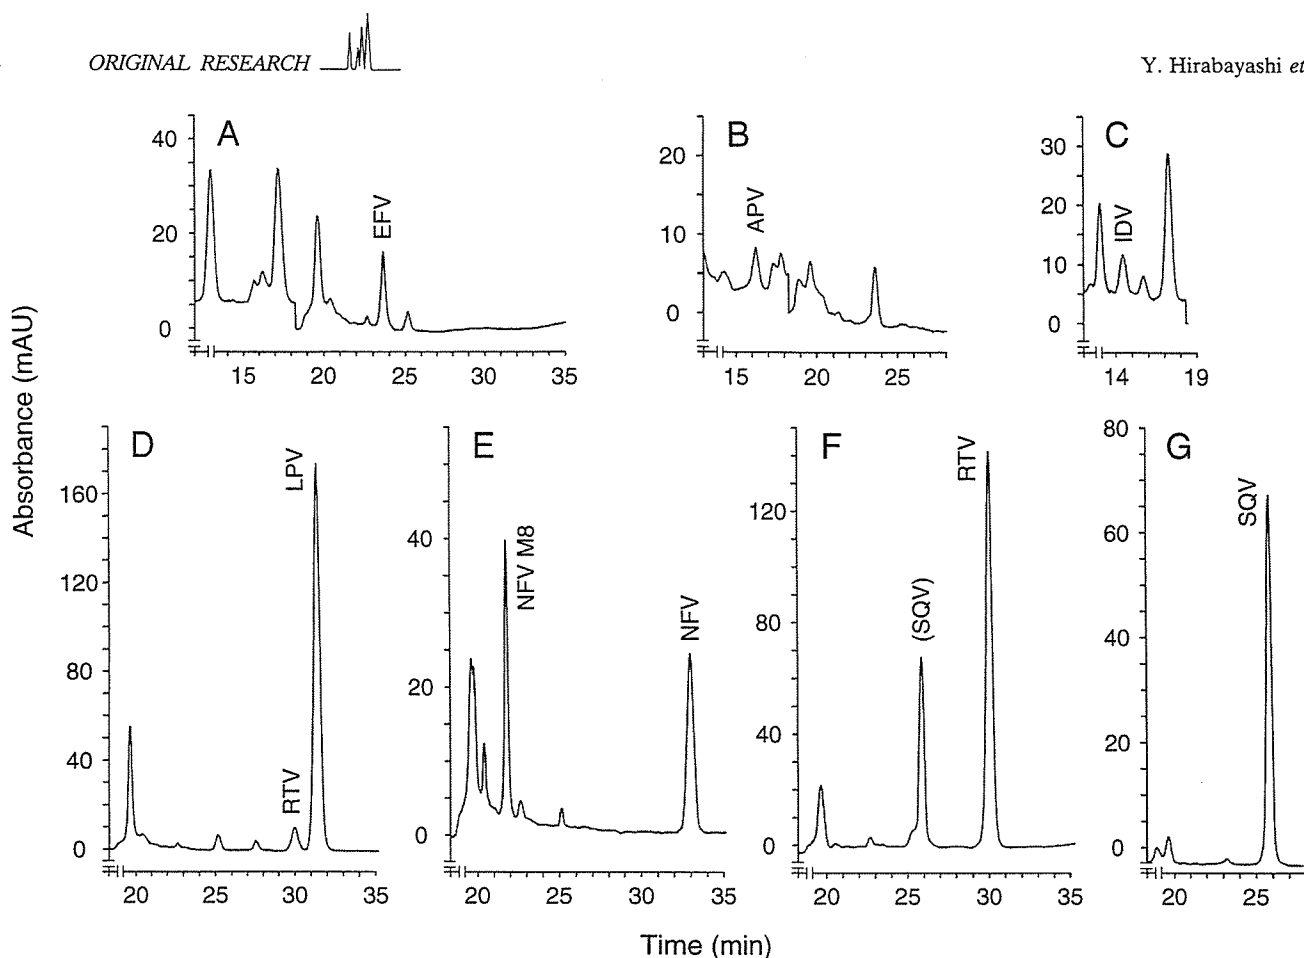 ORIGINAL RESEARCH
Y. Hirabayashi et
Absorbance (mAU)
A
40
20
0
EFV
15 20 25 30 35
B
20
10
0
APV
15 20 25
C
30
20
10
0
IDV
14 19
D
160
120
80
40
0
RTV
LPV
20 25 30 35
E
40
20
0
NFV M8
NFV
20 25 30 35
F
120
80
40
0
(SQV)
RTV
20 25 30 35
G
80
60
40
20
0
SQV
20 25
Time (min)